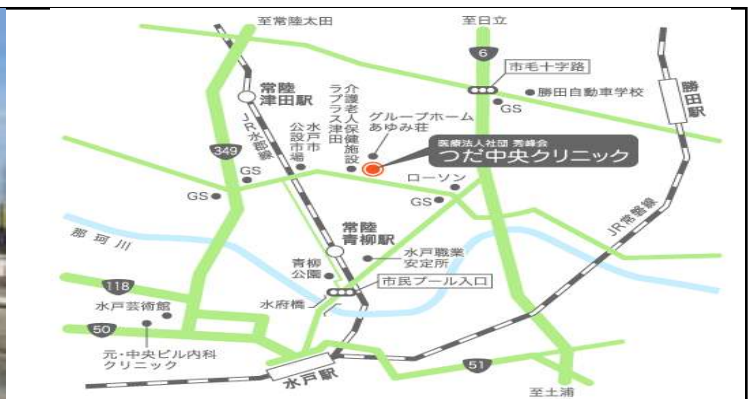 至常陸太田
至日立
6
市毛十字路
勝田自動車学校
GS
勝田駅
常陸
津田駅
JR水郡線
水戸市
公設市場
介護老人保健施設
ラプラス津田
グループホーム
あゆみ荘
医療法人社団 秀峰会
つだ中央クリニック
349
GS
GS
ローソン
GS
JR常磐線
那珂川
常陸
青柳駅
水戸職業
安定所
青柳
公園
市民プール入口
水府橋
118
水戸芸術館
50
元・中央ビル内科
クリニック
水戸駅
51
至土浦